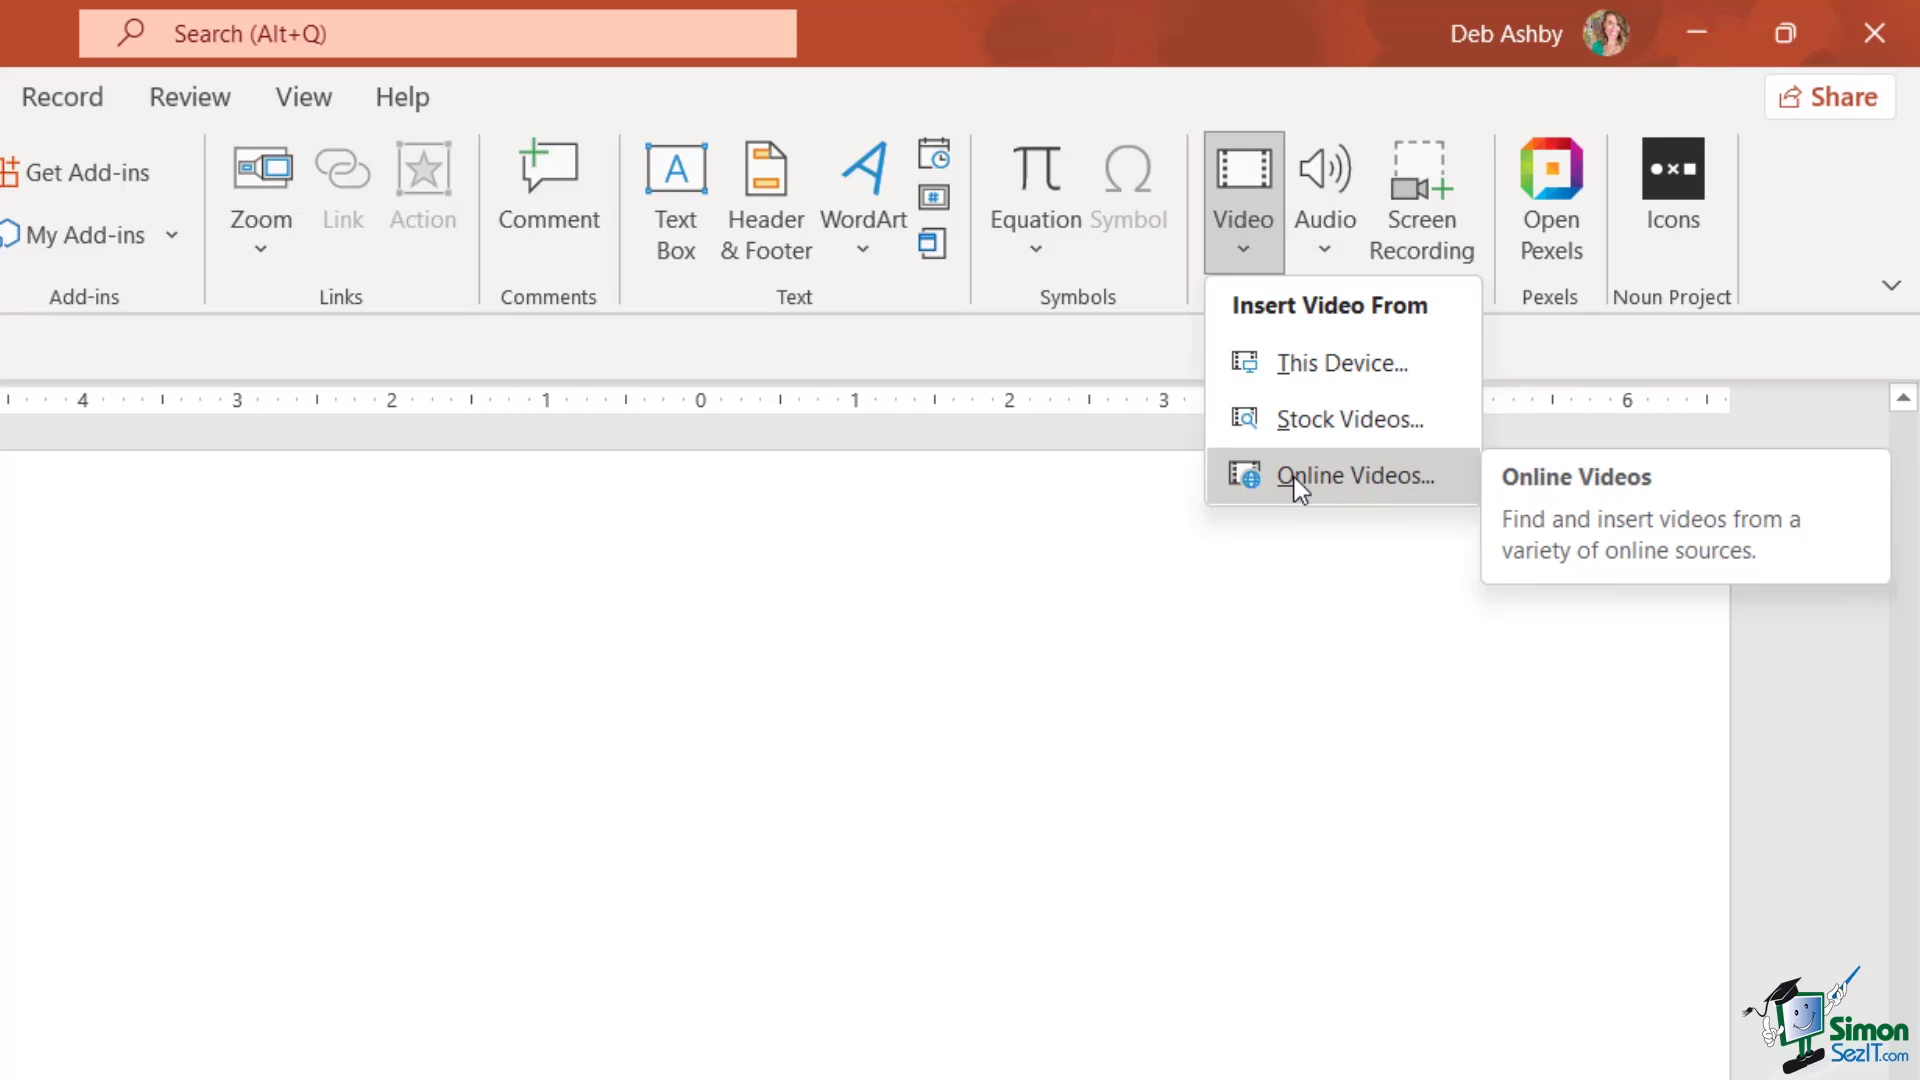 Search (Alt+Q)
Deb Ashby
Record
Review
View
Help
Share
Get Add-ins
My Add-ins
Add-ins
Zoom
Link
Action
Links
Comment
Comments
Text
Box
Header
& Footer
WordArt
Text
Equation
Symbol
Symbols
Video
Audio
Screen
Recording
Open
Pexels
Pexels
Icons
Noun Project
Insert Video From
This Device...
Stock Videos...
Online Videos...
Online Videos
Find and insert videos from a
variety of online sources.
4 3 2 1 0 1 2 3 6
Simon
SezIT.com